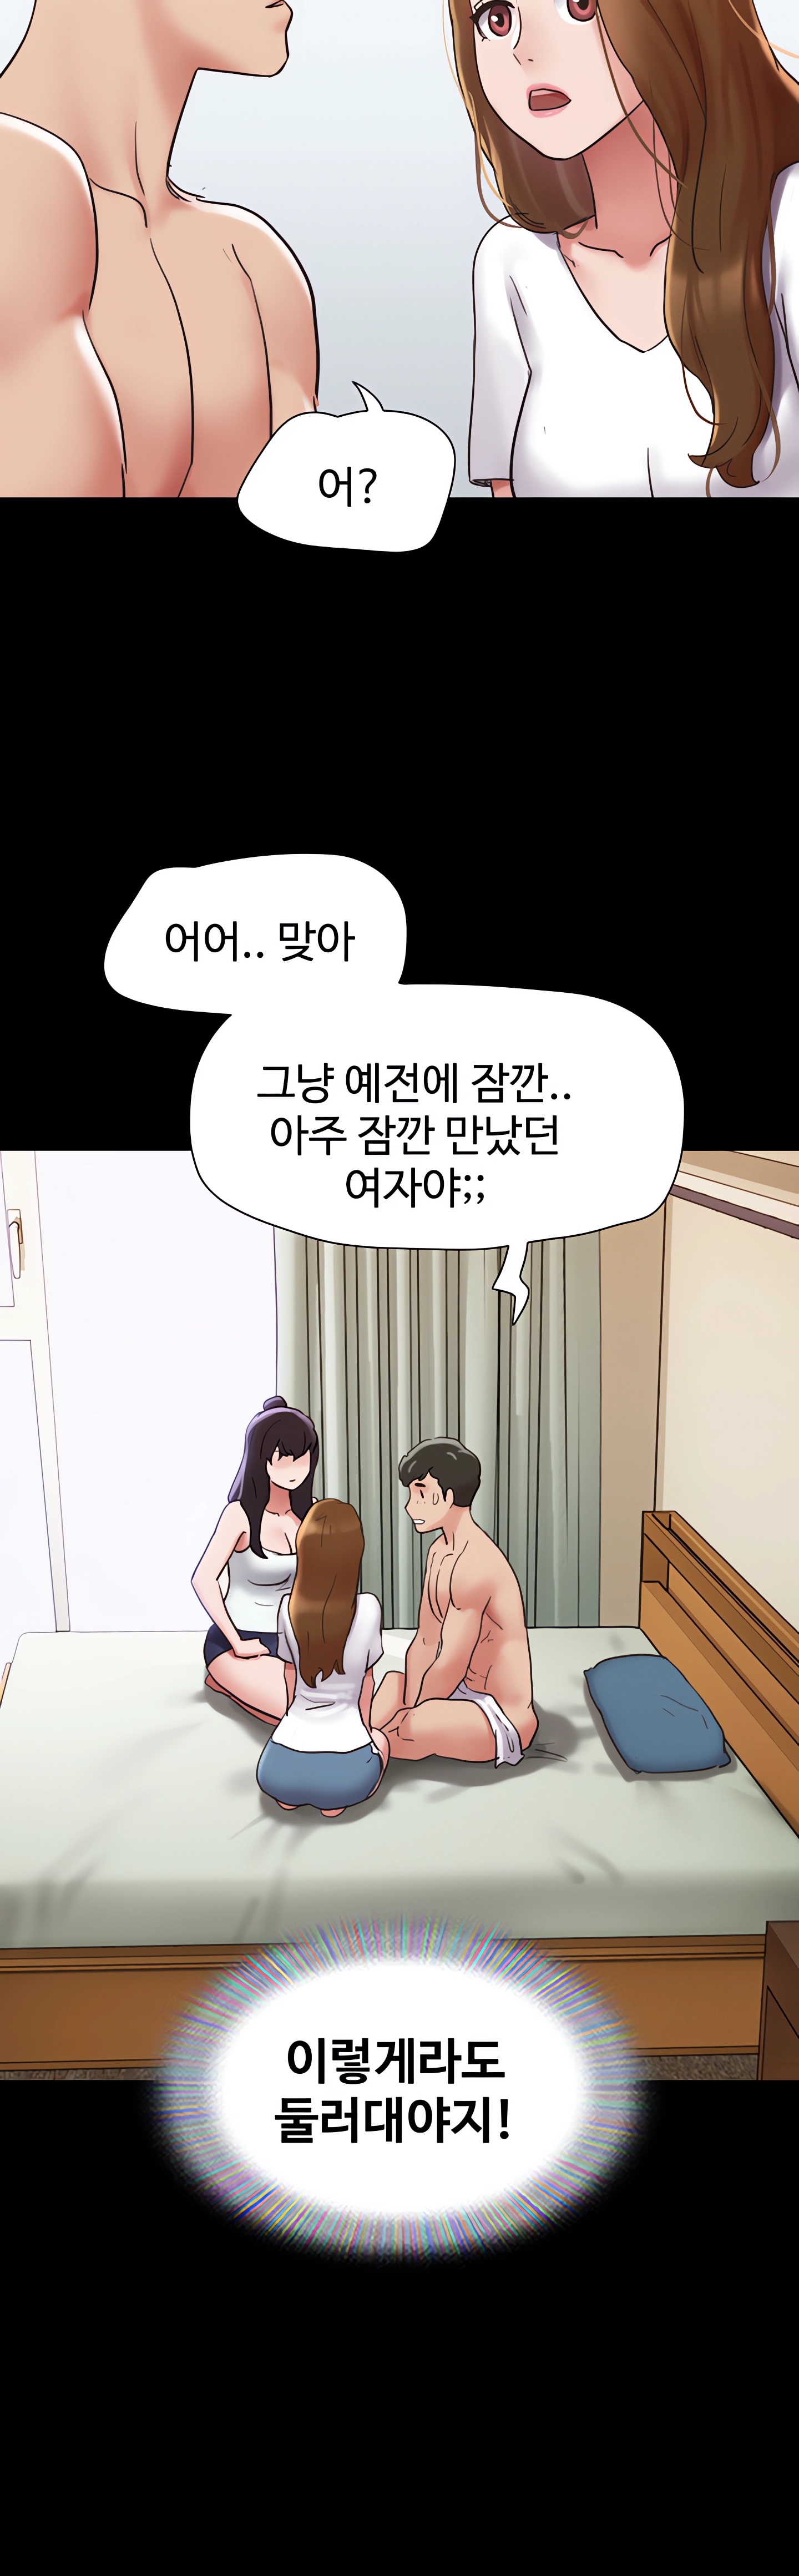 어?
어어.. 맞아
그냥 예전에 잠깐..
아주 잠깐 만났던
여자야;;
이렇게라도
둘러대야지!